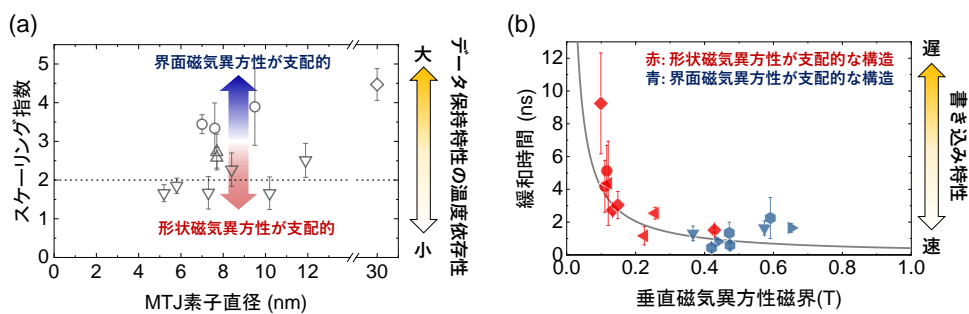 (a)
界面磁気異方性が支配的
形状磁気異方性が支配的
スケーリング指数
5
4
3
2
1
0
0 2 4 6 8 10 12 30
MTJ素子直径 (nm)
大
小
データ保持特性の温度依存性
(b)
赤: 形状磁気異方性が支配的な構造
青: 界面磁気異方性が支配的な構造
緩和時間 (ns)
12
10
8
6
4
2
0
0.0 0.2 0.4 0.6 0.8 1.0
垂直磁気異方性磁界(T)
遅
速
書き込み特性